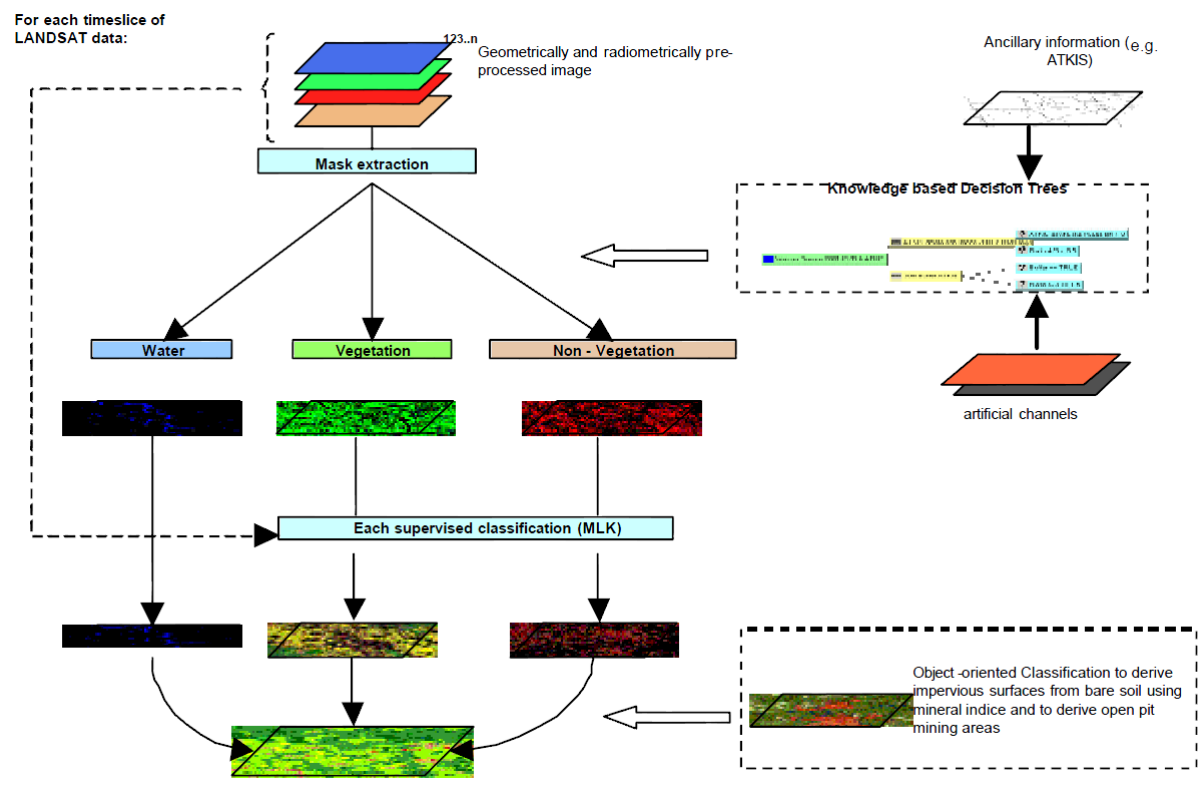 For each timeslice of
LANDSAT data:
123..n
Geometrically and radiometrically pre-
processed image
Ancillary information (e.g.
ATKIS)
Mask extraction
Knowledge based Decision Trees
Water
Vegetation
Non - Vegetation
artificial channels
Each supervised classification (MLK)
Object -oriented Classification to derive
impervious surfaces from bare soil using
mineral indice and to derive open pit
mining areas